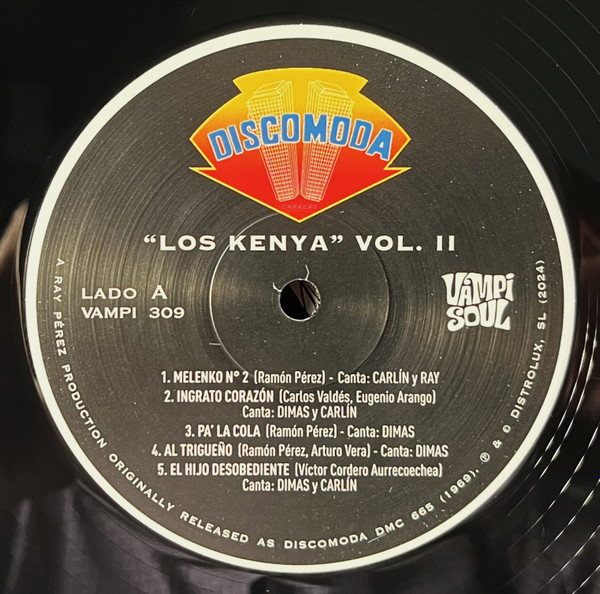 DISCOMODA
CARACAS
"LOS KENYA" VOL. II
LADO A
VAMPI 309
VAMPI
SOUL
1. MELENKO N° 2 (Ramón Pérez) - Canta: CARLÍN y RAY
2. INGRATO CORAZÓN (Carlos Valdés, Eugenio Arango)
Canta: DIMAS y CARLÍN
3. PA' LA COLA (Ramón Pérez) - Canta: DIMAS
4. AL TRIGUEÑO (Ramón Pérez, Arturo Vera) - Canta: DIMAS
5. EL HIJO DESOBEDIENTE (Víctor Cordero Aurrecoechea)
Canta: DIMAS y CARLÍN
A RAY PÉREZ PRODUCTION ORIGINALLY RELEASED AS DISCOMODA DMC 665 (1969). ℗ & © DISTROLUX, SL (2024)